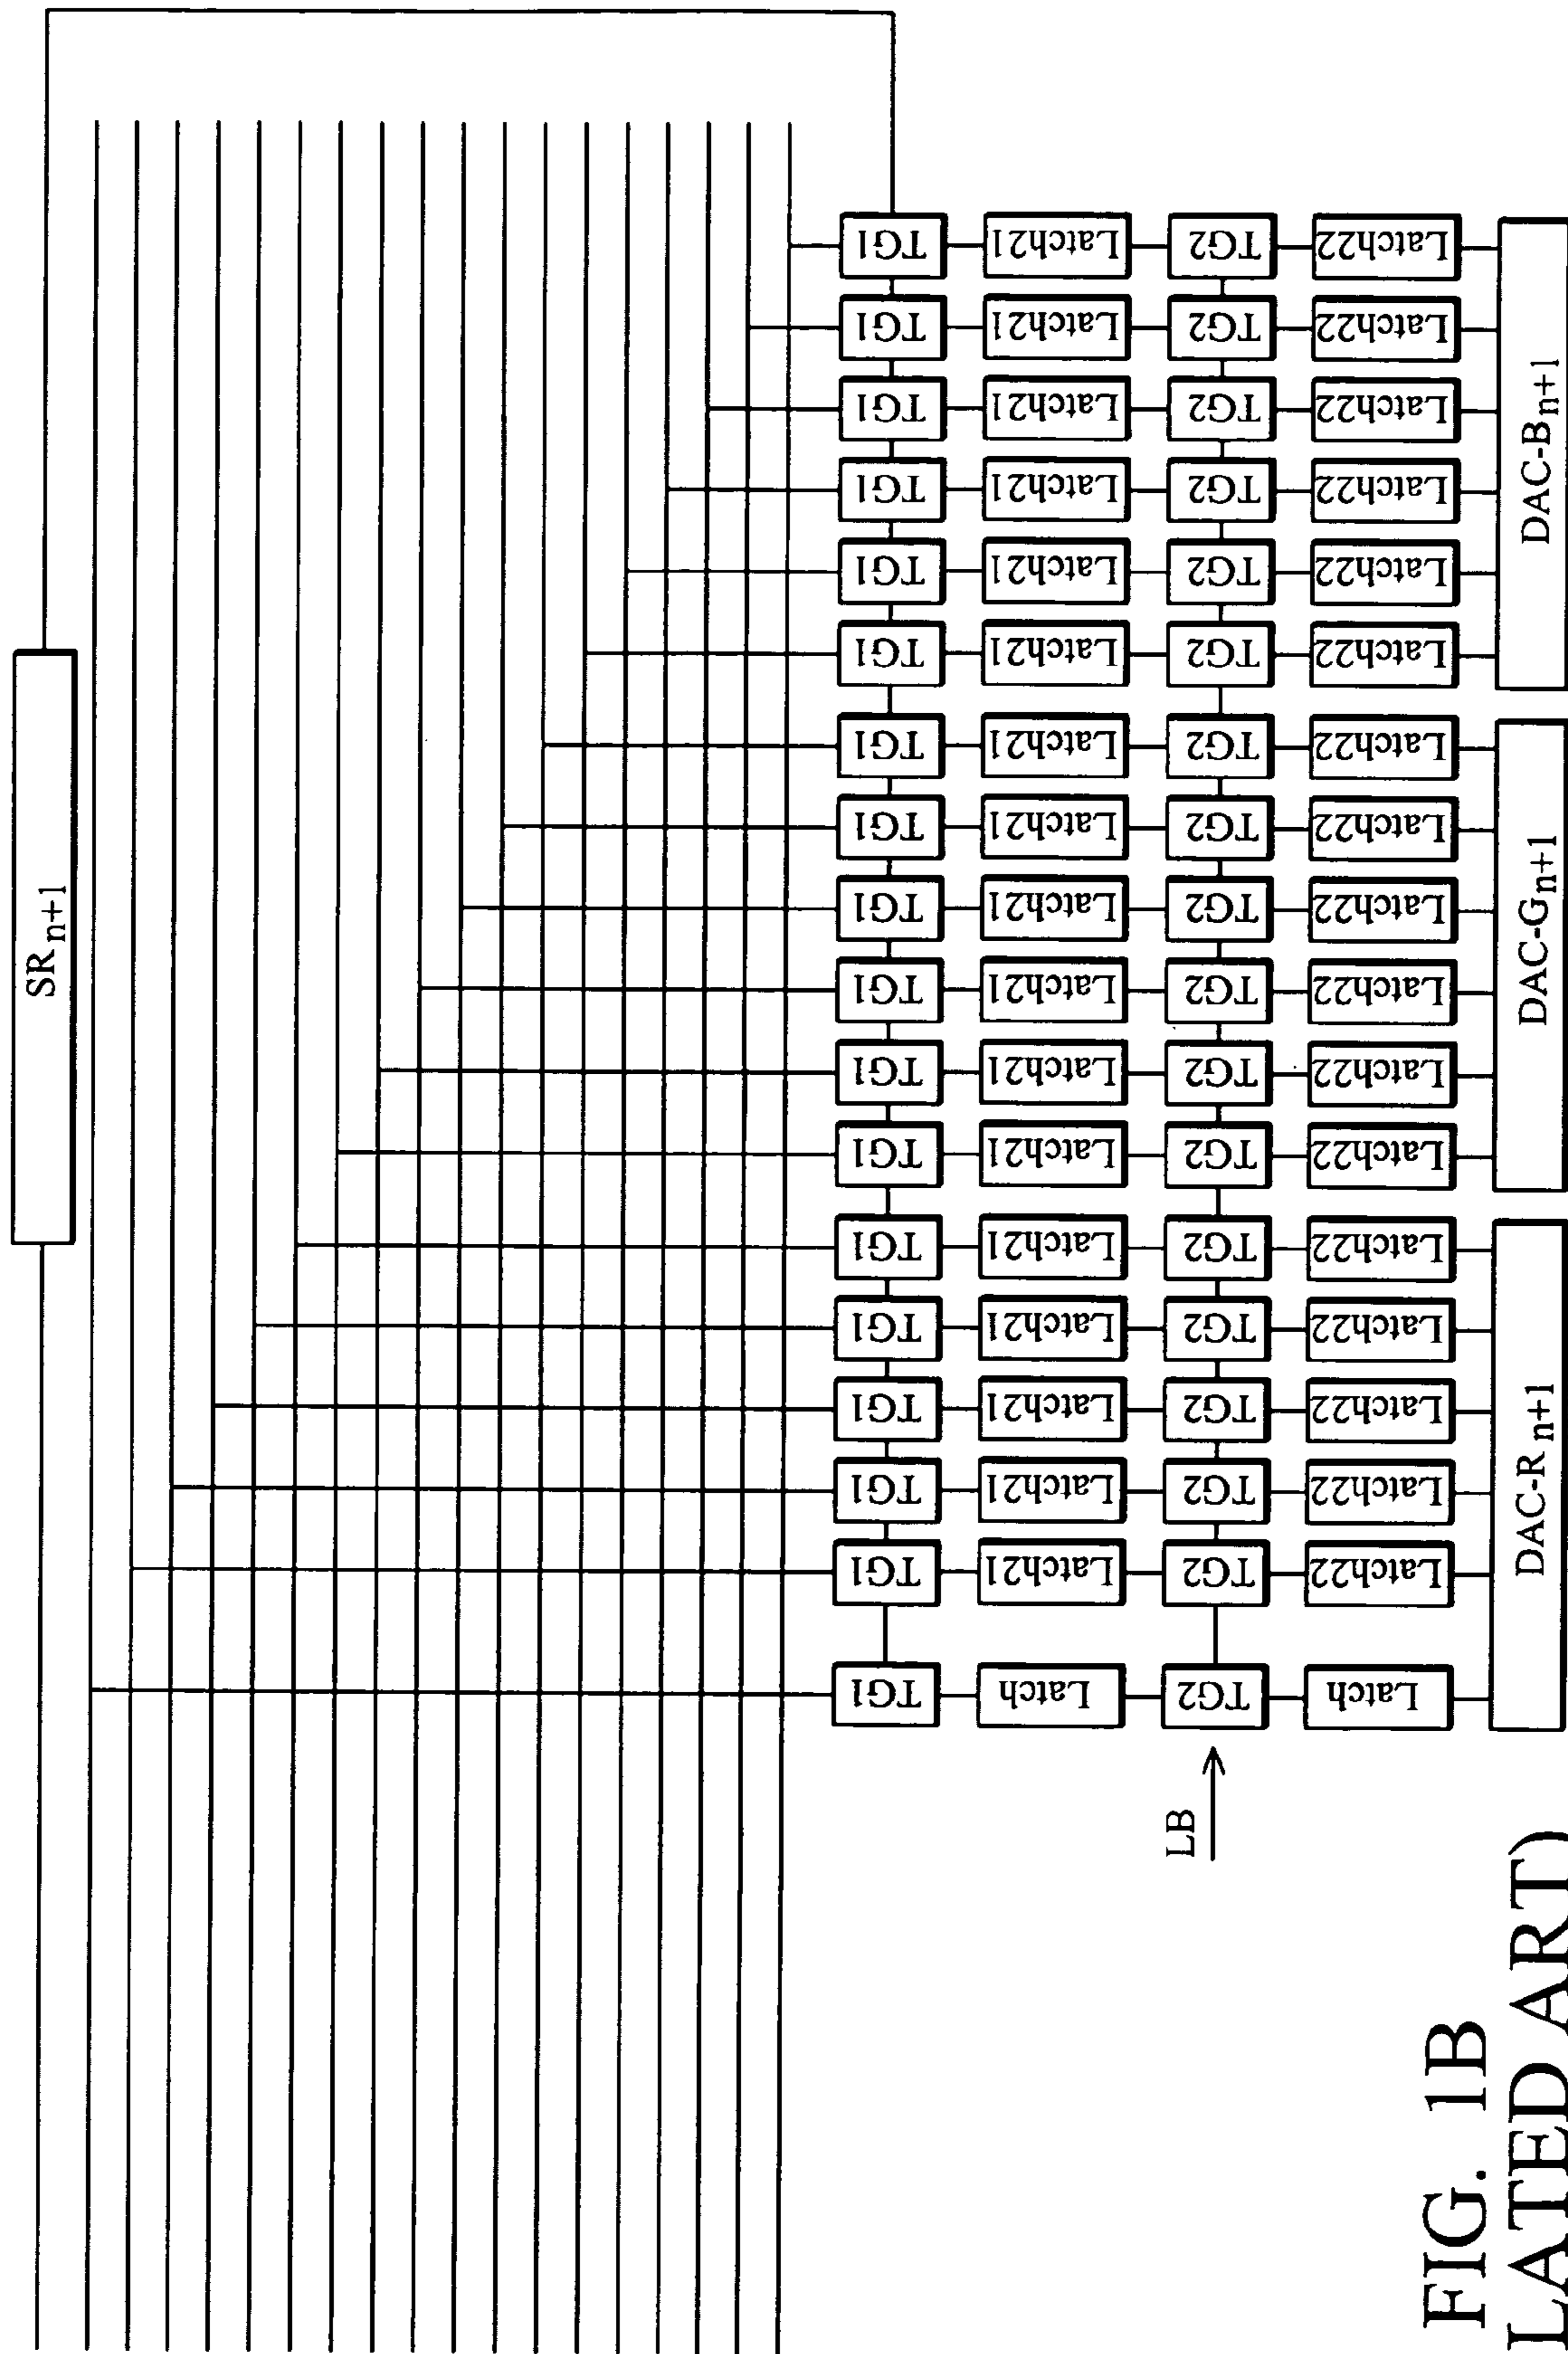 SR n+1
TG1 TG1 TG1 TG1 TG1 TG1 TG1 TG1 TG1 TG1 TG1 TG1 TG1 TG1 TG1 TG1 TG1 TG1
Latch Latch21 Latch21 Latch21 Latch21 Latch21 Latch21 Latch21 Latch21 Latch21 Latch21 Latch21 Latch21 Latch21 Latch21 Latch21 Latch21 Latch21
LB
TG2 TG2 TG2 TG2 TG2 TG2 TG2 TG2 TG2 TG2 TG2 TG2 TG2 TG2 TG2 TG2 TG2 TG2
Latch Latch22 Latch22 Latch22 Latch22 Latch22 Latch22 Latch22 Latch22 Latch22 Latch22 Latch22 Latch22 Latch22 Latch22 Latch22 Latch22 Latch22
DAC-R n+1 DAC-Gn+1 DAC-Bn+1
FIG. 1B
LATED ART)